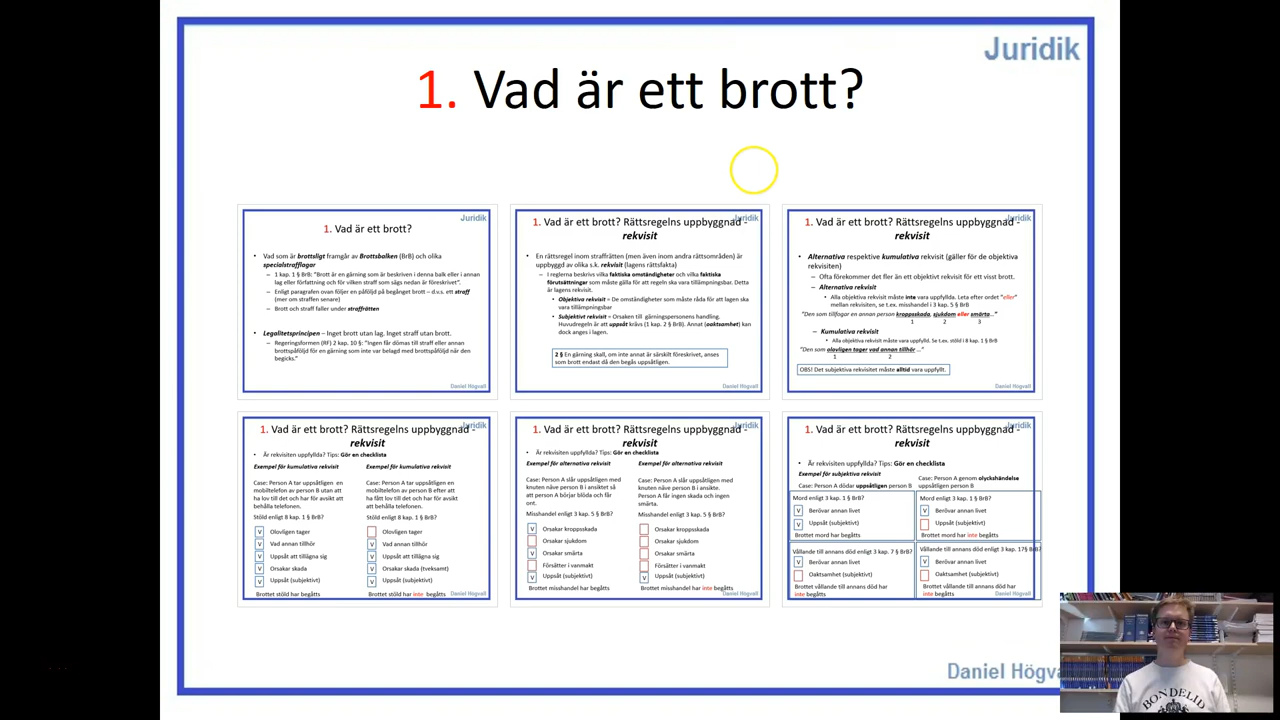 Juridik
1. Vad är ett brott?
Juridik
1. Vad är ett brott?
• Vad som är brottsligt framgår av Brottsbalken (BrB) och olika
specialstrafflagar
– 1 kap. 1 § BrB: "Brott är en gärning som är beskriven i denna balk eller i annan
lag eller författning och för vilken straff som sägs nedan är föreskrivet".
– Enligt paragrafen ovan följer en påföljd på begånget brott – d.v.s. ett straff
(mer om straffen senare)
– Brott och straff faller under straffrätten
• Legalitetsprincipen – Inget brott utan lag. Inget straff utan brott.
– Regeringsformen (RF) 2 kap. 10 §: "Ingen får dömas till straff eller annan
brottspåföljd för en gärning som inte var belagd med brottspåföljd när den
begicks."
Daniel Högvall
Juridik
1. Vad är ett brott? Rättsregelns uppbyggnad -
rekvisit
• En rättsregel inom straffrätten (men även inom andra rättsområden) är
uppbyggd av olika s.k. rekvisit (lagens rättsfakta)
– I reglerna beskrivs vilka faktiska omständigheter och vilka faktiska
förutsättningar som måste gälla för att regeln ska vara tillämpningsbar. Detta
är lagens rekvisit.
• Objektiva rekvisit = De omständigheter som måste råda för att lagen ska
vara tillämpningsbar
• Subjektivt rekvisit = Orsaken till gärningspersonens handling.
Huvudregeln är att uppsåt krävs (1 kap. 2 § BrB). Annat (oaktsamhet) kan
dock anges i lagen.
2 § En gärning skall, om inte annat är särskilt föreskrivet, anses
som brott endast då den begås uppsåtligen.
Daniel Högvall
Juridik
1. Vad är ett brott? Rättsregelns uppbyggnad -
rekvisit
• Alternativa respektive kumulativa rekvisit (gäller för de objektiva
rekvisiten)
– Ofta förekommer det fler än ett objektivt rekvisit för ett visst brott.
– Alternativa rekvisit
• Alla objektiva rekvisit måste inte vara uppfyllda. Leta efter ordet "eller"
mellan rekvisiten, se t.ex. misshandel i 3 kap. 5 § BrB
"Den som tillfogar en annan person kroppsskada, sjukdom eller smärta…"
1 2 3
– Kumulativa rekvisit
• Alla objektiva rekvisit måste vara uppfyllda. Se t.ex. stöld i 8 kap. 1 § BrB
"Den som olovligen tager vad annan tillhör …"
1 2
OBS! Det subjektiva rekvisitet måste alltid vara uppfyllt.
Daniel Högvall
Juridik
1. Vad är ett brott? Rättsregelns uppbyggnad -
rekvisit
• Är rekvisiten uppfyllda? Tips: Gör en checklista
Exempel för kumulativa rekvisit
Case: Person A tar uppsåtligen en
mobiltelefon av person B utan att
ha lov till det och har för avsikt att
behålla telefonen.
Stöld enligt 8 kap. 1 § BrB?
v Olovligen tager
v Vad annan tillhör
v Uppsåt att tillägna sig
v Orsakar skada
v Uppsåt (subjektivt)
Brottet stöld har begåtts
Exempel för kumulativa rekvisit
Case: Person A tar uppsåtligen en
mobiltelefon av person B efter att
ha fått lov till det och har för avsikt
att behålla telefonen.
Stöld enligt 8 kap. 1 § BrB?
Olovligen tager
v Vad annan tillhör
v Uppsåt att tillägna sig
v Orsakar skada (tveksamt)
v Uppsåt (subjektivt)
Brottet stöld har inte begåtts
Daniel Högvall
Juridik
1. Vad är ett brott? Rättsregelns uppbyggnad -
rekvisit
• Är rekvisiten uppfyllda? Tips: Gör en checklista
Exempel för alternativa rekvisit
Case: Person A slår uppsåtligen med
knuten näve person B i ansiktet så
att person A börjar blöda och får
ont.
Misshandel enligt 3 kap. 5 § BrB?
v Orsakar kroppsskada
Orsakar sjukdom
v Orsakar smärta
Försätter i vanmakt
v Uppsåt (subjektivt)
Brottet misshandel har begåtts
Exempel för alternativa rekvisit
Case: Person A slår uppsåtligen med
knuten näve person B i ansikte.
Person A får ingen skada och ingen
smärta.
Misshandel enligt 3 kap. 5 § BrB?
Orsakar kroppsskada
Orsakar sjukdom
Orsakar smärta
Försätter i vanmakt
v Uppsåt (subjektivt)
Brottet misshandel har inte begåtts
Daniel Högvall
Juridik
1. Vad är ett brott? Rättsregelns uppbyggnad -
rekvisit
• Är rekvisiten uppfyllda? Tips: Gör en checklista
Exempel för subjektiva rekvisit
Case: Person A dödar uppsåtligen person B
Case: Person A genom olyckshändelse
uppsåtligen person B
Mord enligt 3 kap. 1 § BrB?
v Berövar annan livet
v Uppsåt (subjektivt)
Brottet mord har begåtts
Mord enligt 3 kap. 1 § BrB?
v Berövar annan livet
Uppsåt (subjektivt)
Brottet mord har inte begåtts
Vållande till annans död enligt 3 kap. 7 § BrB?
v Berövar annan livet
Oaktsamhet (subjektivt)
Brottet vållande till annans död har
inte begåtts
Vållande till annans död enligt 3 kap. 17§ BrB?
v Berövar annan livet
Oaktsamhet (subjektivt)
Brottet vållande till annans död har
inte begåtts
Daniel Högvall
Daniel Högva
BONDELID